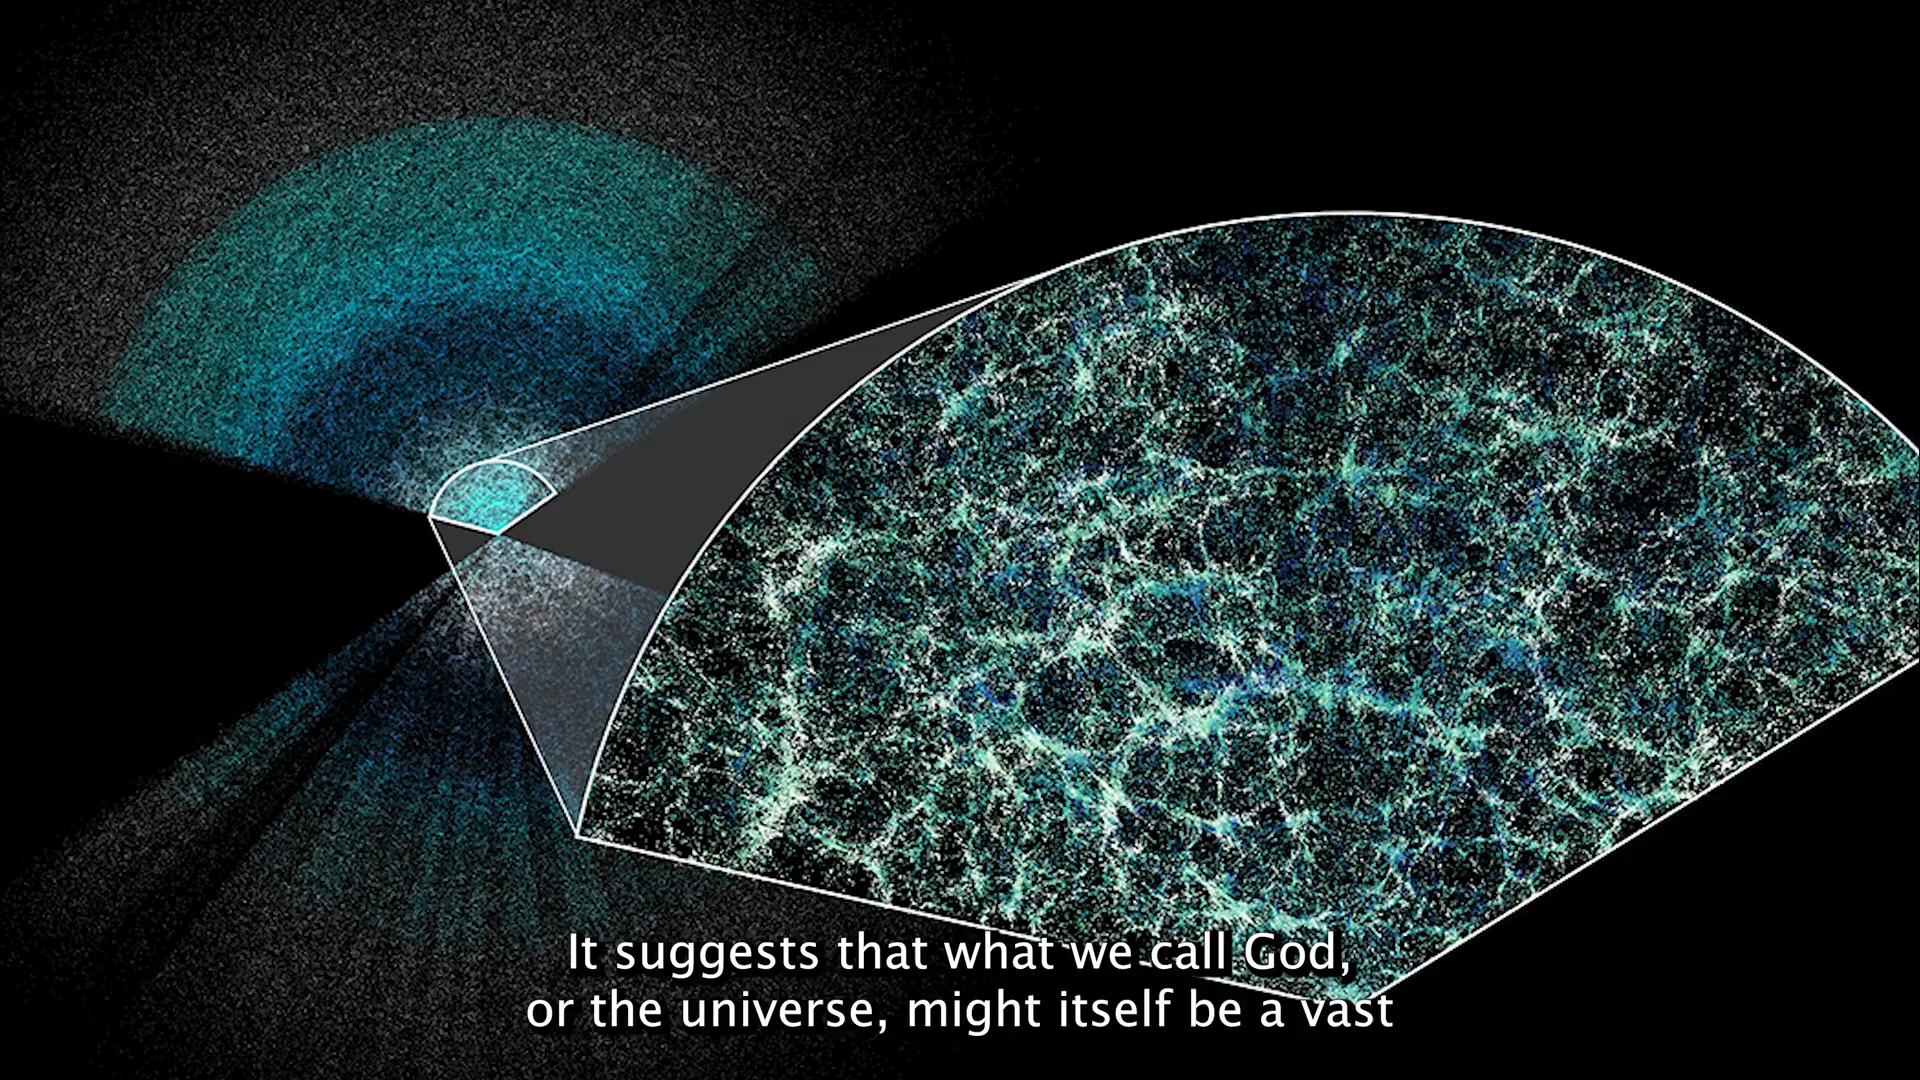 It suggests that what we call God,
or the universe, might itself be a vast